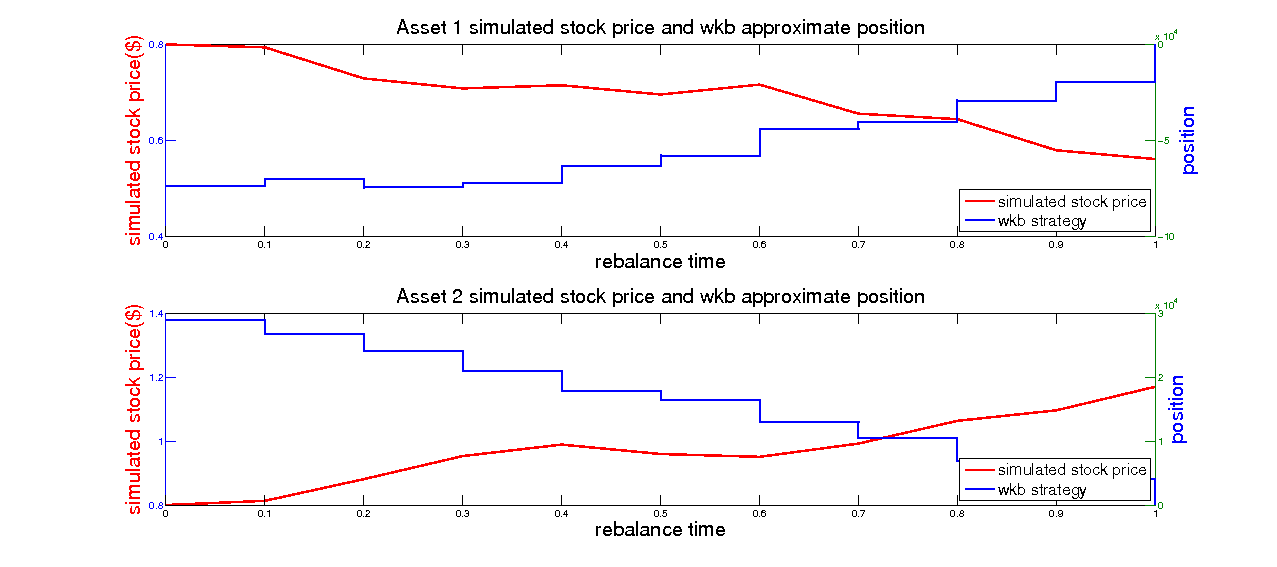 Asset 1 simulated stock price and wkb approximate position
x 10^4
simulated stock price($)
0.8
0.6
0.4
0
−5
−10
position
simulated stock price
wkb strategy
0 0.1 0.2 0.3 0.4 0.5 0.6 0.7 0.8 0.9 1
rebalance time
Asset 2 simulated stock price and wkb approximate position
x 10^4
simulated stock price($)
1.4
1.2
1
0.8
3
2
1
0
position
simulated stock price
wkb strategy
0 0.1 0.2 0.3 0.4 0.5 0.6 0.7 0.8 0.9 1
rebalance time